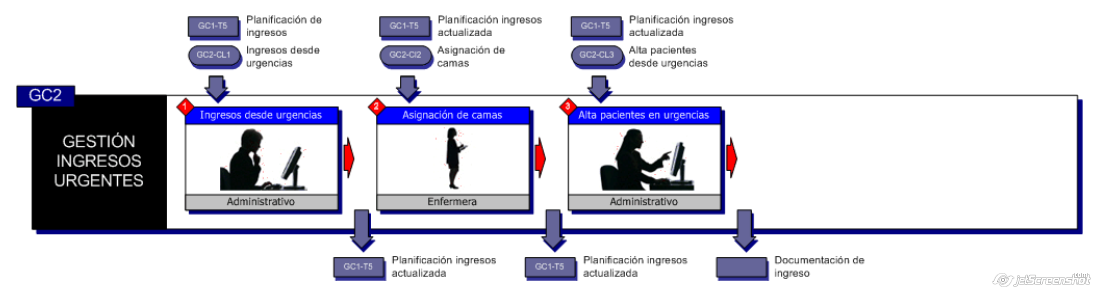 GC1-T5
Planificación de
ingresos
GC2-CL1
Ingresos desde
urgencias
GC1-T5
Planificación ingresos
actualizada
GC2-CI2
Asignación de
camas
GC1-T5
Planificación ingresos
actualizada
GC2-CL3
Alta pacientes
desde urgencias
GC2
GESTIÓN
INGRESOS
URGENTES
1
Ingresos desde urgencias
Administrativo
2
Asignación de camas
Enfermera
3
Alta pacientes en urgencias
Administrativo
GC1-T5
Planificación ingresos
actualizada
GC1-T5
Planificación ingresos
actualizada
Documentación de
ingreso
jetScreenshot
.com